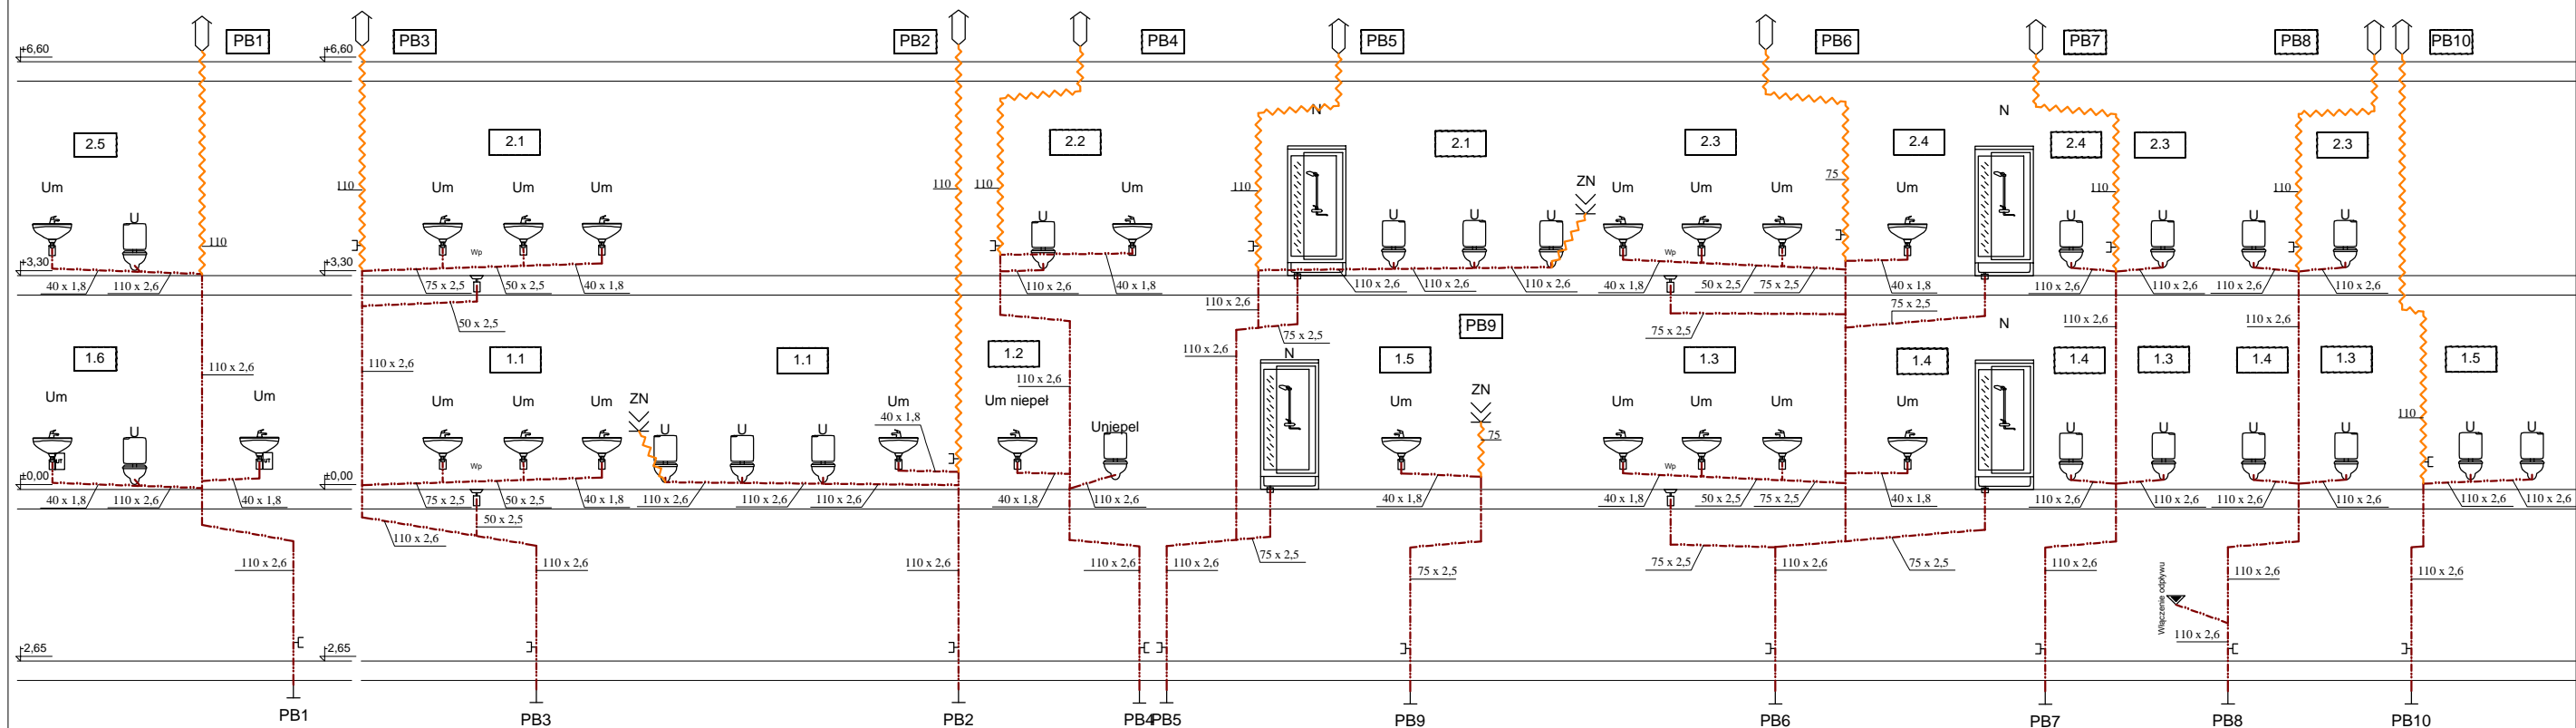 PB1
PB3
PB2
PB4
PB5
PB6
PB7
PB8
PB10
+6,60
+6,60
N
N
2.5
2.1
2.2
2.1
2.3
2.4
2.4
2.3
2.3
Um
110
Um
Um
Um
110
110
Um
110
ZN
Um
Um
Um
75
Um
110
110
U
U
U
U
U
U
U
U
U
110
Wp
Wp
+3,30
+3,30
40 x 1,8
110 x 2,6
75 x 2,5
50 x 2,5
40 x 1,8
110 x 2,6
40 x 1,8
110 x 2,6
110 x 2,6
110 x 2,6
40 x 1,8
50 x 2,5
75 x 2,5
40 x 1,8
110 x 2,6
110 x 2,6
110 x 2,6
110 x 2,6
50 x 2,5
110 x 2,6
75 x 2,5
PB9
75 x 2,5
75 x 2,5
N
110 x 2,6
110 x 2,6
1.6
1.1
1.1
1.2
110 x 2,6
N
1.5
1.3
1.4
1.4
1.3
1.4
1.3
1.5
110 x 2,6
110 x 2,6
110 x 2,6
Um
Um
Um
Um
Um
ZN
Um
40 x 1,8
Um niepeł
Uniepel
Um
ZN
Um
Um
Um
Um
110
U
U
U
U
U
U
U
U
U
U
75
UT
UT
Wp
Wp
±0,00
±0,00
40 x 1,8
110 x 2,6
40 x 1,8
75 x 2,5
50 x 2,5
40 x 1,8
110 x 2,6
110 x 2,6
110 x 2,6
40 x 1,8
110 x 2,6
40 x 1,8
40 x 1,8
50 x 2,5
75 x 2,5
40 x 1,8
110 x 2,6
110 x 2,6
110 x 2,6
110 x 2,6
110 x 2,6
110 x 2,6
50 x 2,5
110 x 2,6
75 x 2,5
75 x 2,5
75 x 2,5
110 x 2,6
110 x 2,6
110 x 2,6
110 x 2,6
110 x 2,6
75 x 2,5
110 x 2,6
110 x 2,6
110 x 2,6
110 x 2,6
Włączenie odpływu
110 x 2,6
-2,65
-2,65
PB1
PB3
PB2
PB4
PB5
PB9
PB6
PB7
PB8
PB10